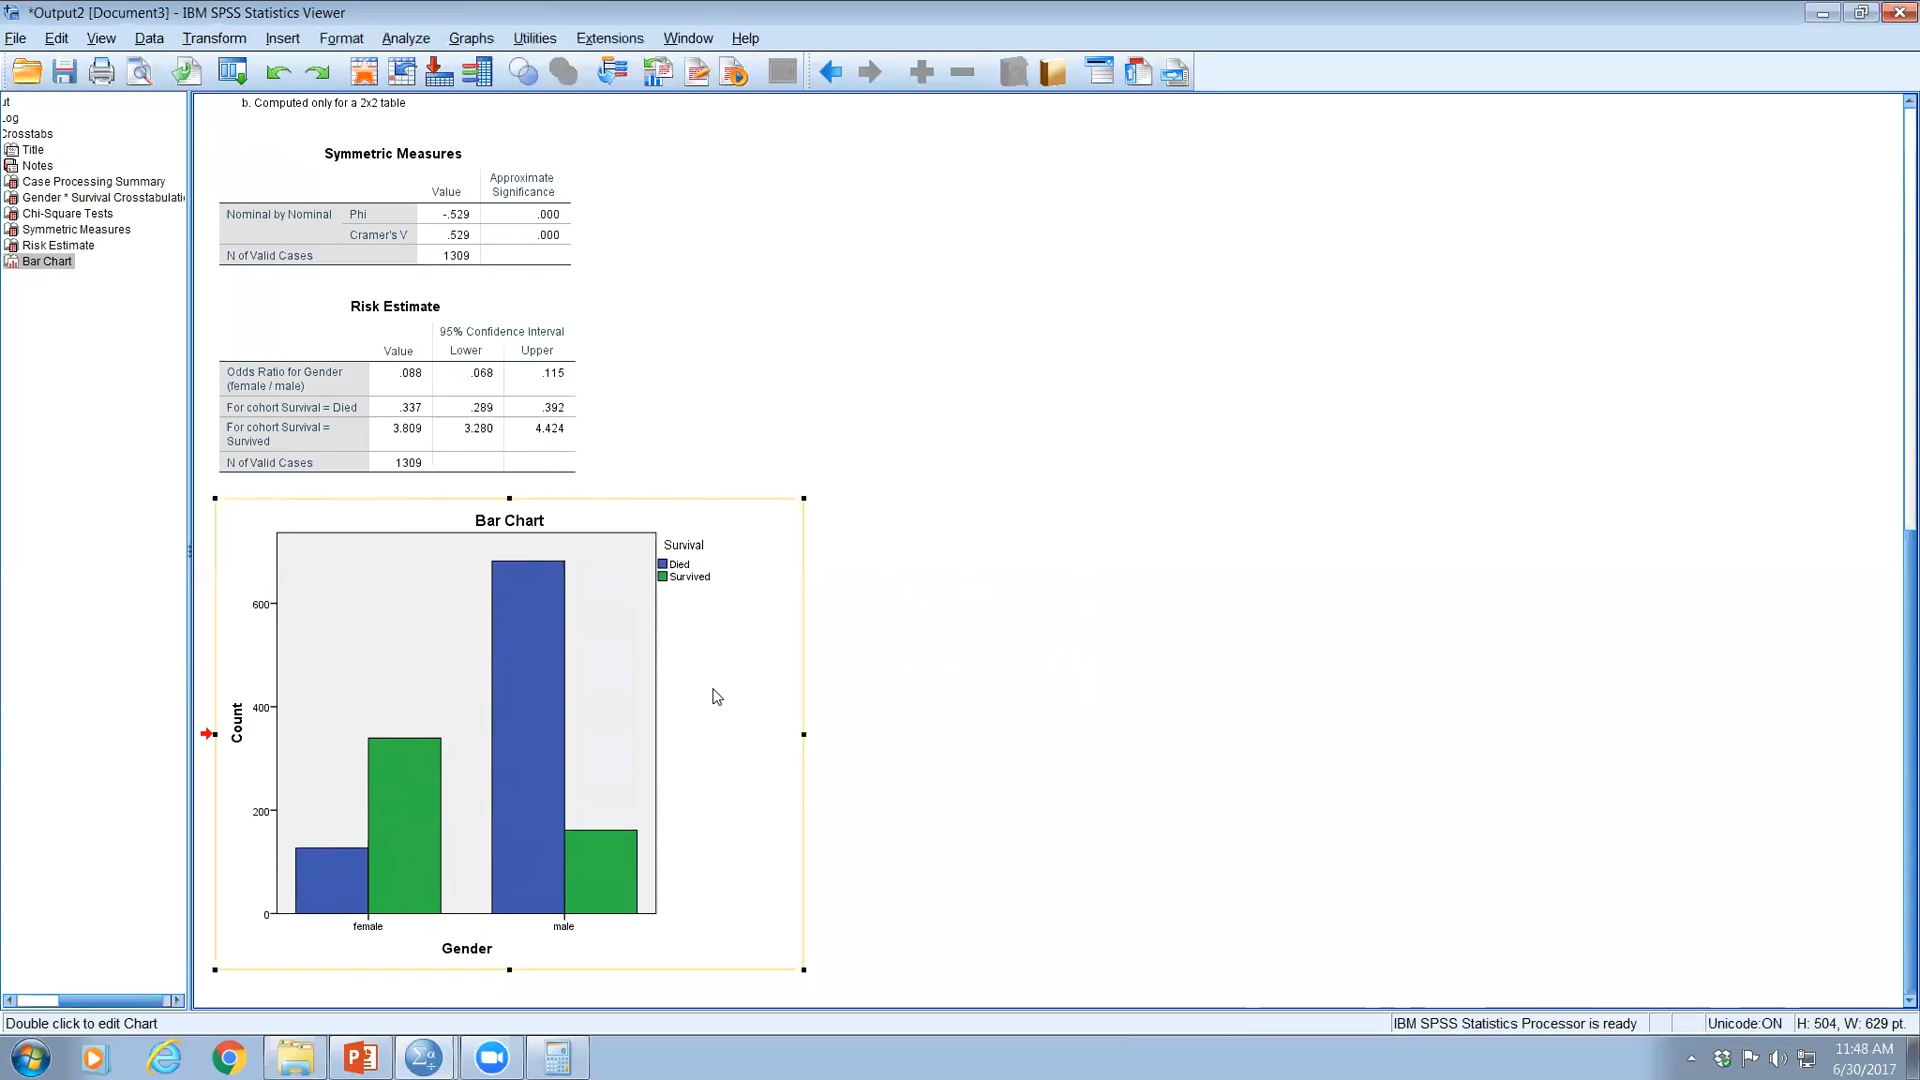 *Output2 [Document3] - IBM SPSS Statistics Viewer
File Edit View Data Transform Insert Format Analyze Graphs Utilities Extensions Window Help
ut
Log
Crosstabs
Title
Notes
Case Processing Summary
Gender * Survival Crosstabulati
Chi-Square Tests
Symmetric Measures
Risk Estimate
Bar Chart
b. Computed only for a 2x2 table
Symmetric Measures
Value Approximate Significance
Nominal by Nominal Phi -.529 .000
Cramer's V .529 .000
N of Valid Cases 1309
Risk Estimate
95% Confidence Interval
Value Lower Upper
Odds Ratio for Gender (female / male) .088 .068 .115
For cohort Survival = Died .337 .289 .392
For cohort Survival = Survived 3.809 3.280 4.424
N of Valid Cases 1309
Bar Chart
Survival
Died
Survived
600
400
200
0
Count
female male
Gender
Double click to edit Chart
IBM SPSS Statistics Processor is ready Unicode:ON H: 504, W: 629 pt.
11:48 AM
6/30/2017